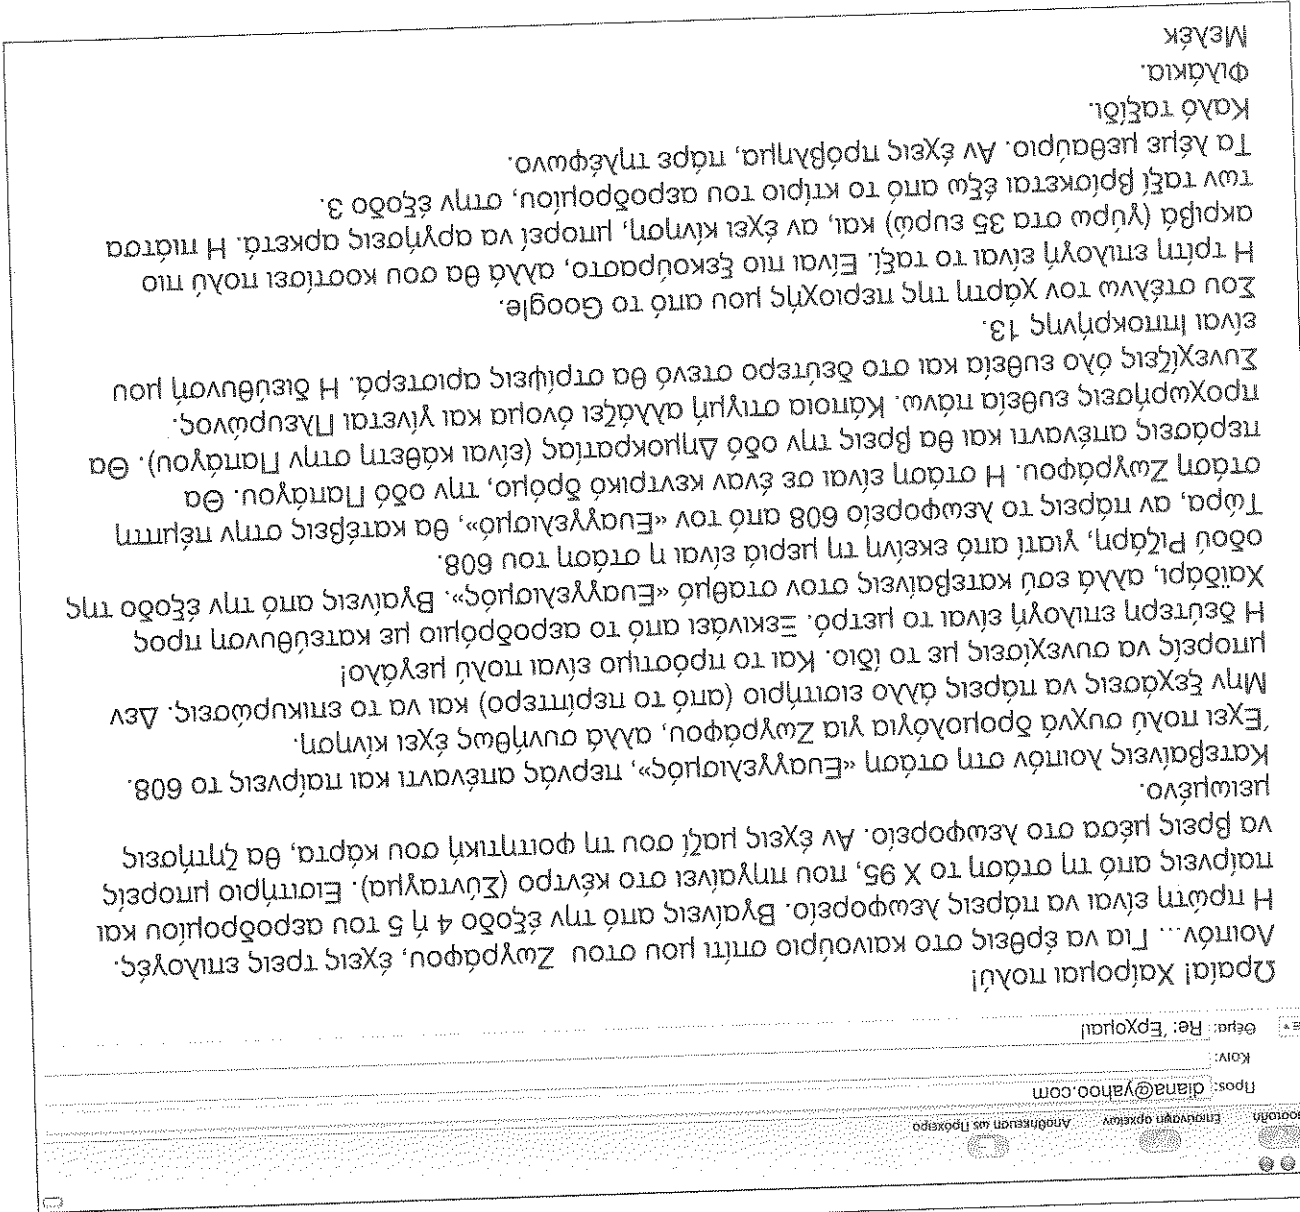 Αποστολή Επισύναψη αρχείων Αποθήκευση ως Πρόχειρο
Προς: diana@yahoo.com
Κοιν:
Θέμα: Re: Έρχομαι!
Ωραία! Χαίρομαι πολύ!
Λοιπόν... Για να έρθεις στο καινούριο σπίτι μου στου Ζωγράφου, έχεις τρεις επιλογές.
Η πρώτη είναι να πάρεις λεωφορείο. Βγαίνεις από την έξοδο 4 ή 5 του αεροδρομίου και
παίρνεις από τη στάση το Χ 95, που πηγαίνει στο κέντρο (Σύνταγμα). Εισιτήριο μπορείς
να βρεις μέσα στο λεωφορείο. Αν έχεις μαζί σου τη φοιτητική σου κάρτα, θα ζητήσεις
μειωμένο.
Κατεβαίνεις λοιπόν στη στάση «Ευαγγελισμός», περνάς απέναντι και παίρνεις το 608.
Έχει πολύ συχνά δρομολόγια για Ζωγράφου, αλλά συνήθως έχει κίνηση.
Μην ξεχάσεις να πάρεις άλλο εισιτήριο (από το περίπτερο) και να το επικυρώσεις. Δεν
μπορείς να συνεχίσεις με το ίδιο. Και το πρόστιμο είναι πολύ μεγάλο!
Η δεύτερη επιλογή είναι το μετρό. Ξεκινάει από το αεροδρόμιο με κατεύθυνση προς
Χαϊδάρι, αλλά εσύ κατεβαίνεις στον σταθμό «Ευαγγελισμός». Βγαίνεις από την έξοδο της
οδού Ριζάρη, γιατί από εκείνη τη μεριά είναι η στάση του 608.
Τώρα, αν πάρεις το λεωφορείο 608 από τον «Ευαγγελισμό», θα κατέβεις στην πέμπτη
στάση Ζωγράφου. Η στάση είναι σε έναν κεντρικό δρόμο, την οδό Παπάγου. Θα
περάσεις απέναντι και θα βρεις την οδό Δημοκρατίας (είναι κάθετη στην Παπάγου). Θα
προχωρήσεις ευθεία πάνω. Κάποια στιγμή αλλάζει όνομα και γίνεται Πλευρώνος.
Συνεχίζεις όλο ευθεία και στο δεύτερο στενό θα στρίψεις αριστερά. Η διεύθυνσή μου
είναι Ιπποκρήνης 13.
Σου στέλνω τον χάρτη της περιοχής μου από το Google.
Η τρίτη επιλογή είναι το ταξί. Είναι πιο ξεκούραστο, αλλά θα σου κοστίσει πολύ πιο
ακριβά (γύρω στα 35 ευρώ) και, αν έχει κίνηση, μπορεί να αργήσεις αρκετά. Η πιάτσα
των ταξί βρίσκεται έξω από το κτίριο του αεροδρομίου, στην έξοδο 3.
Τα λέμε μεθαύριο. Αν έχεις πρόβλημα, πάρε τηλέφωνο.
Καλό ταξίδι.
Φιλάκια.
Μελέκ